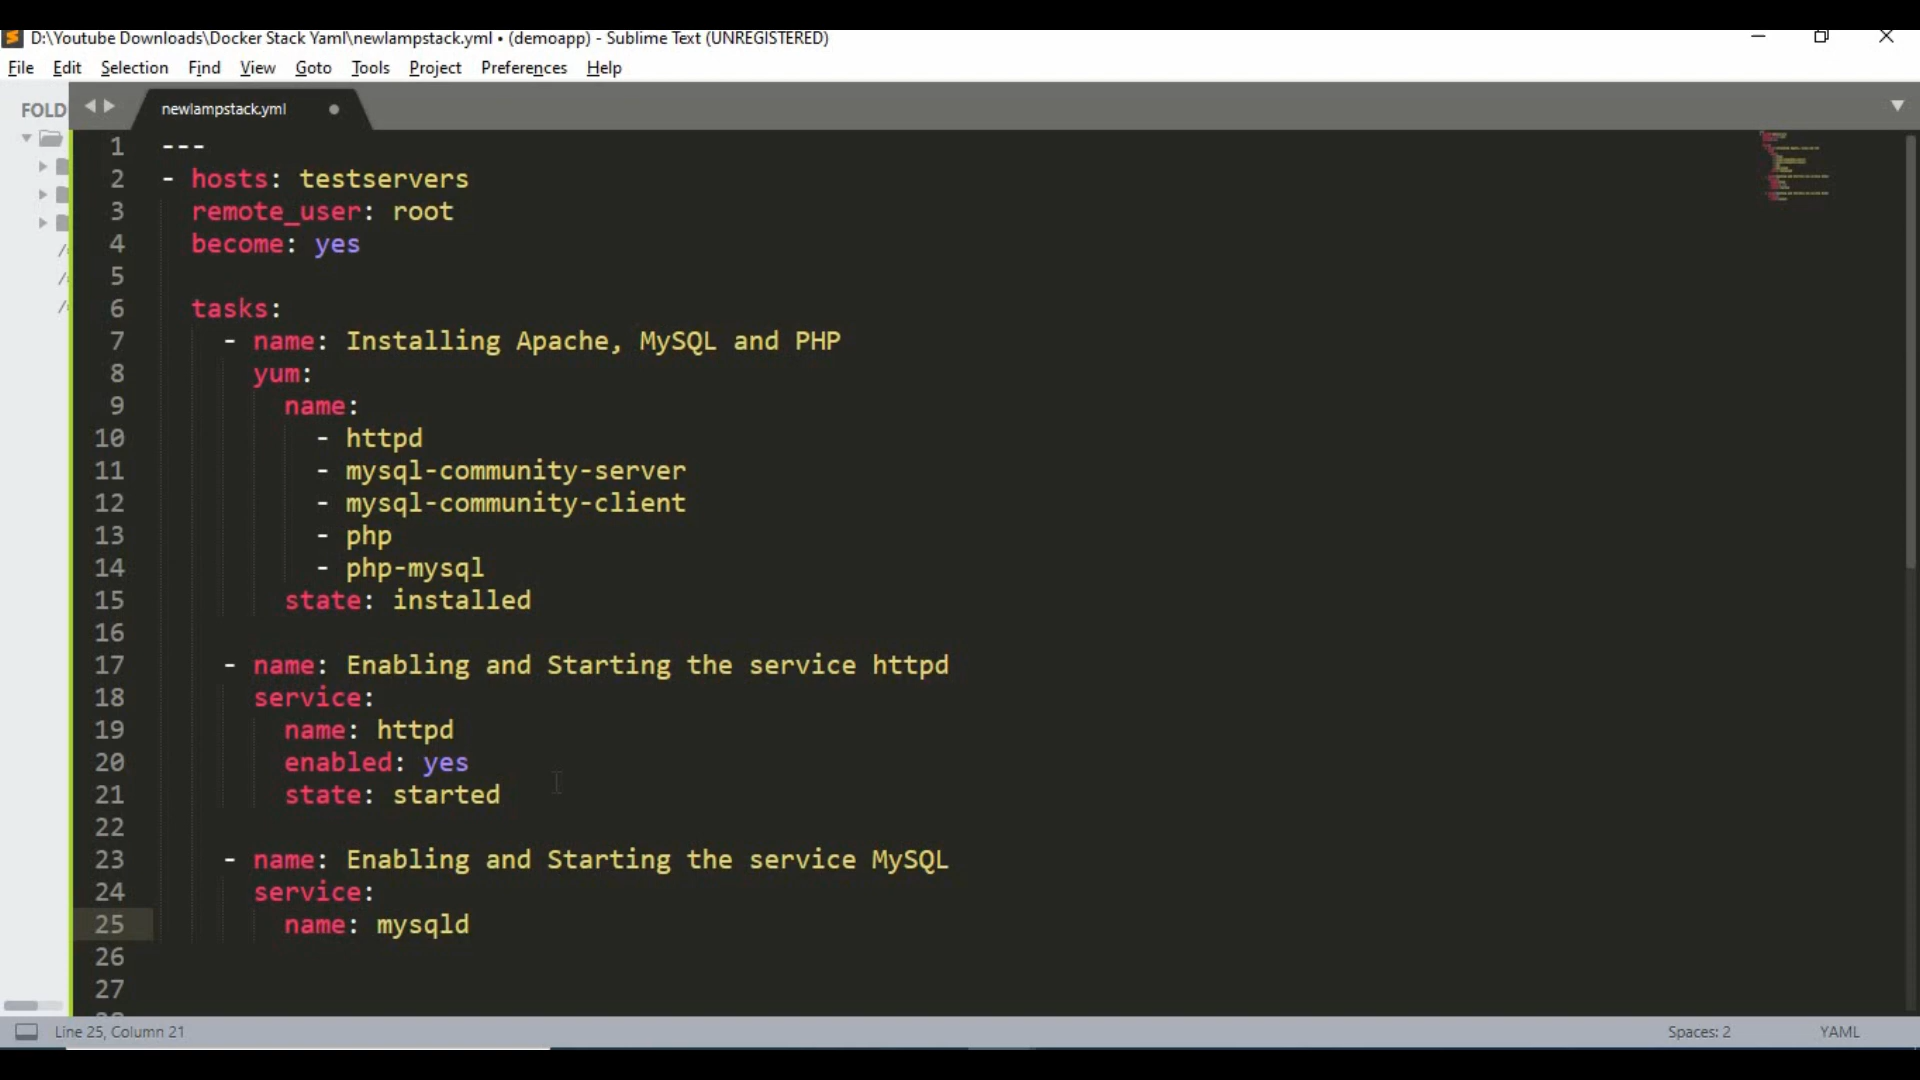 D:\Youtube Downloads\Docker Stack Yaml\newlampstack.yml • (demoapp) - Sublime Text (UNREGISTERED)
File Edit Selection Find View Goto Tools Project Preferences Help
FOLD
newlampstack.yml
1 ---
2 - hosts: testservers
3   remote_user: root
4   become: yes
5
6   tasks:
7     - name: Installing Apache, MySQL and PHP
8       yum:
9         name:
10           - httpd
11           - mysql-community-server
12           - mysql-community-client
13           - php
14           - php-mysql
15         state: installed
16
17     - name: Enabling and Starting the service httpd
18       service:
19         name: httpd
20         enabled: yes
21         state: started
22
23     - name: Enabling and Starting the service MySQL
24       service:
25         name: mysqld
26
27
Line 25, Column 21 Spaces: 2 YAML